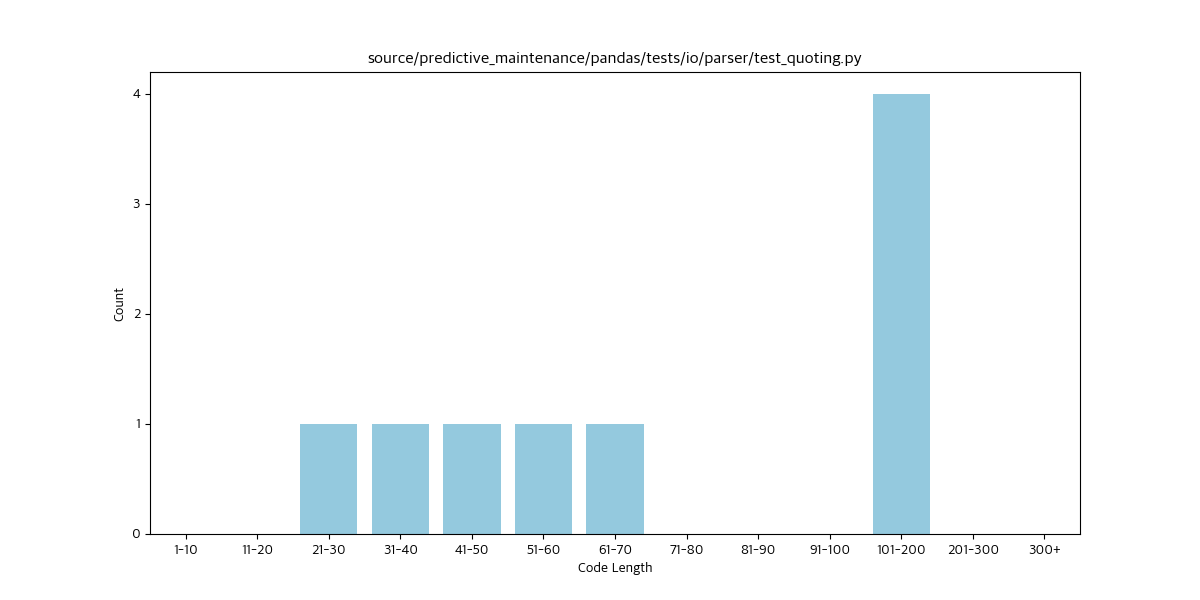 source/predictive_maintenance/pandas/tests/io/parser/test_quoting.py
4
3
2
1
0
Count
1-10 11-20 21-30 31-40 41-50 51-60 61-70 71-80 81-90 91-100 101-200 201-300 300+
Code Length